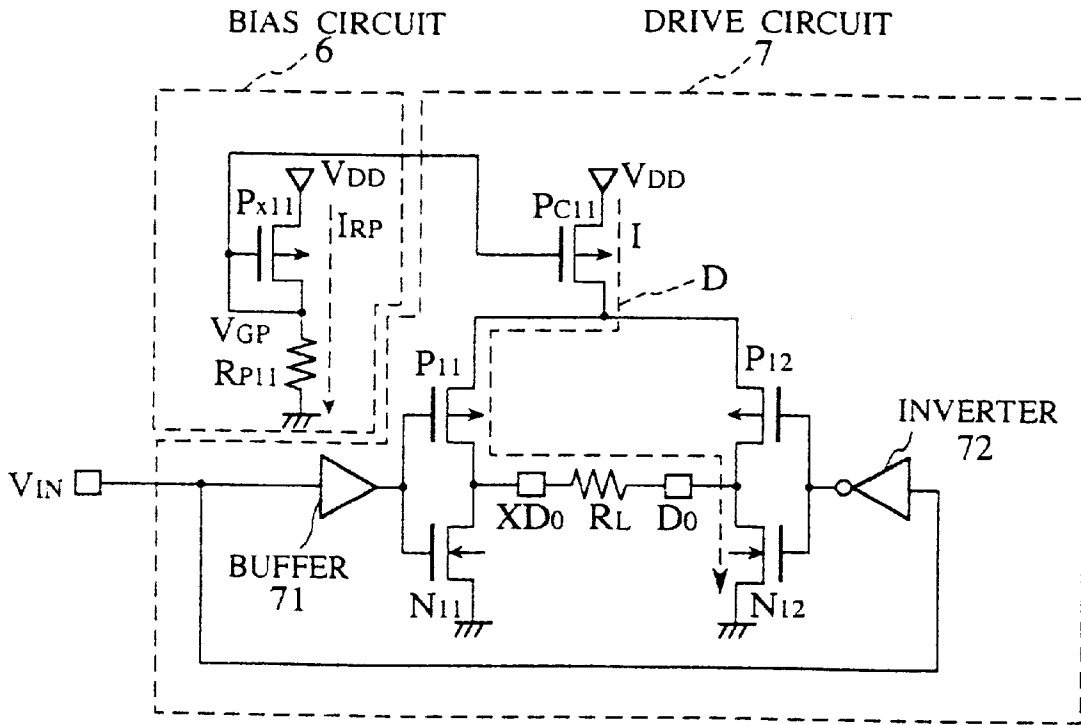 BIAS CIRCUIT
6
DRIVE CIRCUIT
7
VDD
PX11
IRP
VGP
RP11
VDD
PC11
I
D
P11
P12
INVERTER
72
VIN
BUFFER
71
XD0
RL
D0
N11
N12